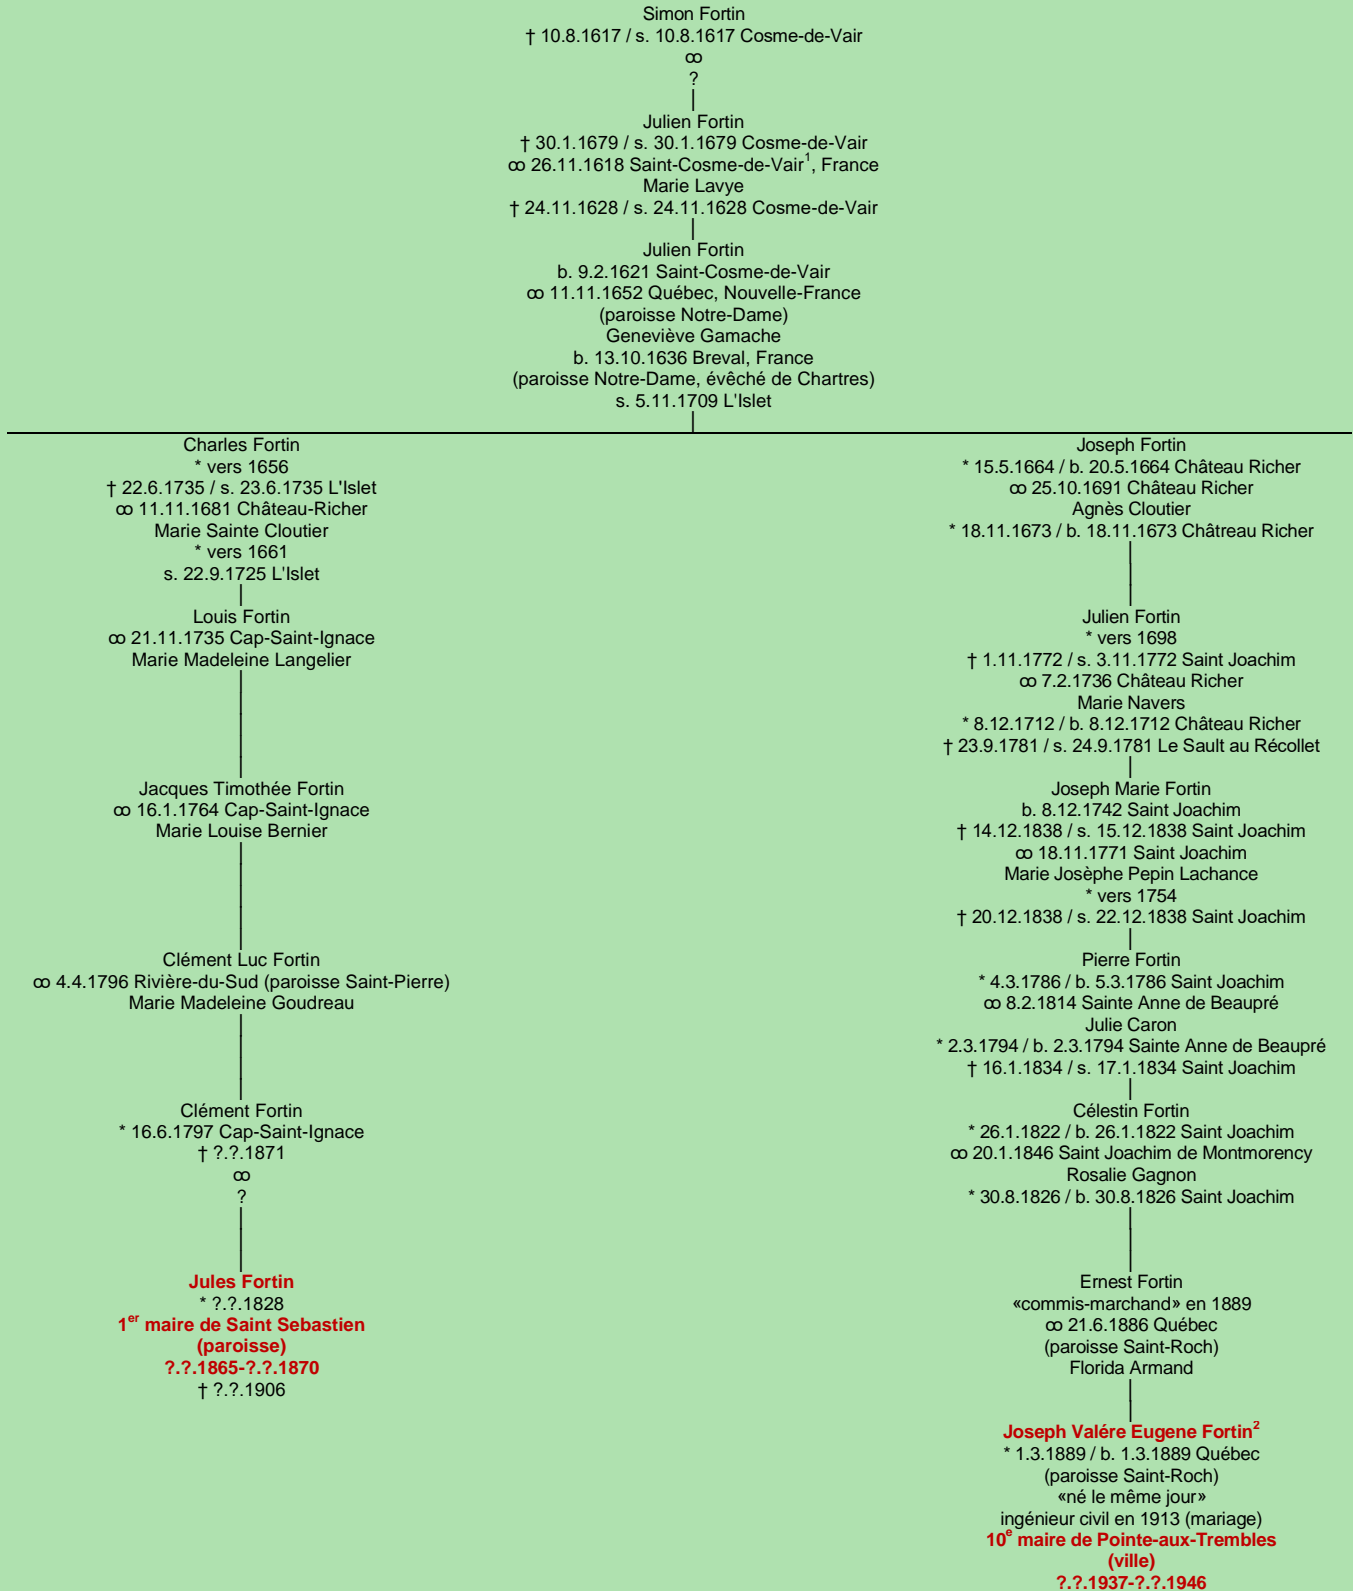 Simon Fortin
† 10.8.1617 / s. 10.8.1617 Cosme-de-Vair
ꝏ
?
Julien Fortin
† 30.1.1679 / s. 30.1.1679 Cosme-de-Vair
ꝏ 26.11.1618 Saint-Cosme-de-Vair¹, France
Marie Lavye
† 24.11.1628 / s. 24.11.1628 Cosme-de-Vair
Julien Fortin
b. 9.2.1621 Saint-Cosme-de-Vair
ꝏ 11.11.1652 Québec, Nouvelle-France
(paroisse Notre-Dame)
Geneviève Gamache
b. 13.10.1636 Breval, France
(paroisse Notre-Dame, évêché de Chartres)
s. 5.11.1709 L'Islet
Charles Fortin
* vers 1656
† 22.6.1735 / s. 23.6.1735 L'Islet
ꝏ 11.11.1681 Château-Richer
Marie Sainte Cloutier
* vers 1661
s. 22.9.1725 L'Islet
Louis Fortin
ꝏ 21.11.1735 Cap-Saint-Ignace
Marie Madeleine Langelier
Jacques Timothée Fortin
ꝏ 16.1.1764 Cap-Saint-Ignace
Marie Louise Bernier
Clément Luc Fortin
ꝏ 4.4.1796 Rivière-du-Sud (paroisse Saint-Pierre)
Marie Madeleine Goudreau
Clément Fortin
* 16.6.1797 Cap-Saint-Ignace
† ?.?.1871
ꝏ
?
Jules Fortin
* ?.?.1828
1er maire de Saint Sebastien
(paroisse)
?.?.1865-?.?.1870
† ?.?.1906
Joseph Fortin
* 15.5.1664 / b. 20.5.1664 Château Richer
ꝏ 25.10.1691 Château Richer
Agnès Cloutier
* 18.11.1673 / b. 18.11.1673 Châtreau Richer
Julien Fortin
* vers 1698
† 1.11.1772 / s. 3.11.1772 Saint Joachim
ꝏ 7.2.1736 Château Richer
Marie Navers
* 8.12.1712 / b. 8.12.1712 Château Richer
† 23.9.1781 / s. 24.9.1781 Le Sault au Récollet
Joseph Marie Fortin
b. 8.12.1742 Saint Joachim
† 14.12.1838 / s. 15.12.1838 Saint Joachim
ꝏ 18.11.1771 Saint Joachim
Marie Josèphe Pepin Lachance
* vers 1754
† 20.12.1838 / s. 22.12.1838 Saint Joachim
Pierre Fortin
* 4.3.1786 / b. 5.3.1786 Saint Joachim
ꝏ 8.2.1814 Sainte Anne de Beaupré
Julie Caron
* 2.3.1794 / b. 2.3.1794 Sainte Anne de Beaupré
† 16.1.1834 / s. 17.1.1834 Saint Joachim
Célestin Fortin
* 26.1.1822 / b. 26.1.1822 Saint Joachim
ꝏ 20.1.1846 Saint Joachim de Montmorency
Rosalie Gagnon
* 30.8.1826 / b. 30.8.1826 Saint Joachim
Ernest Fortin
«commis-marchand» en 1889
ꝏ 21.6.1886 Québec
(paroisse Saint-Roch)
Florida Armand
Joseph Valére Eugene Fortin²
* 1.3.1889 / b. 1.3.1889 Québec
(paroisse Saint-Roch)
«né le même jour»
ingénieur civil en 1913 (mariage)
10e maire de Pointe-aux-Trembles
(ville)
?.?.1937-?.?.1946